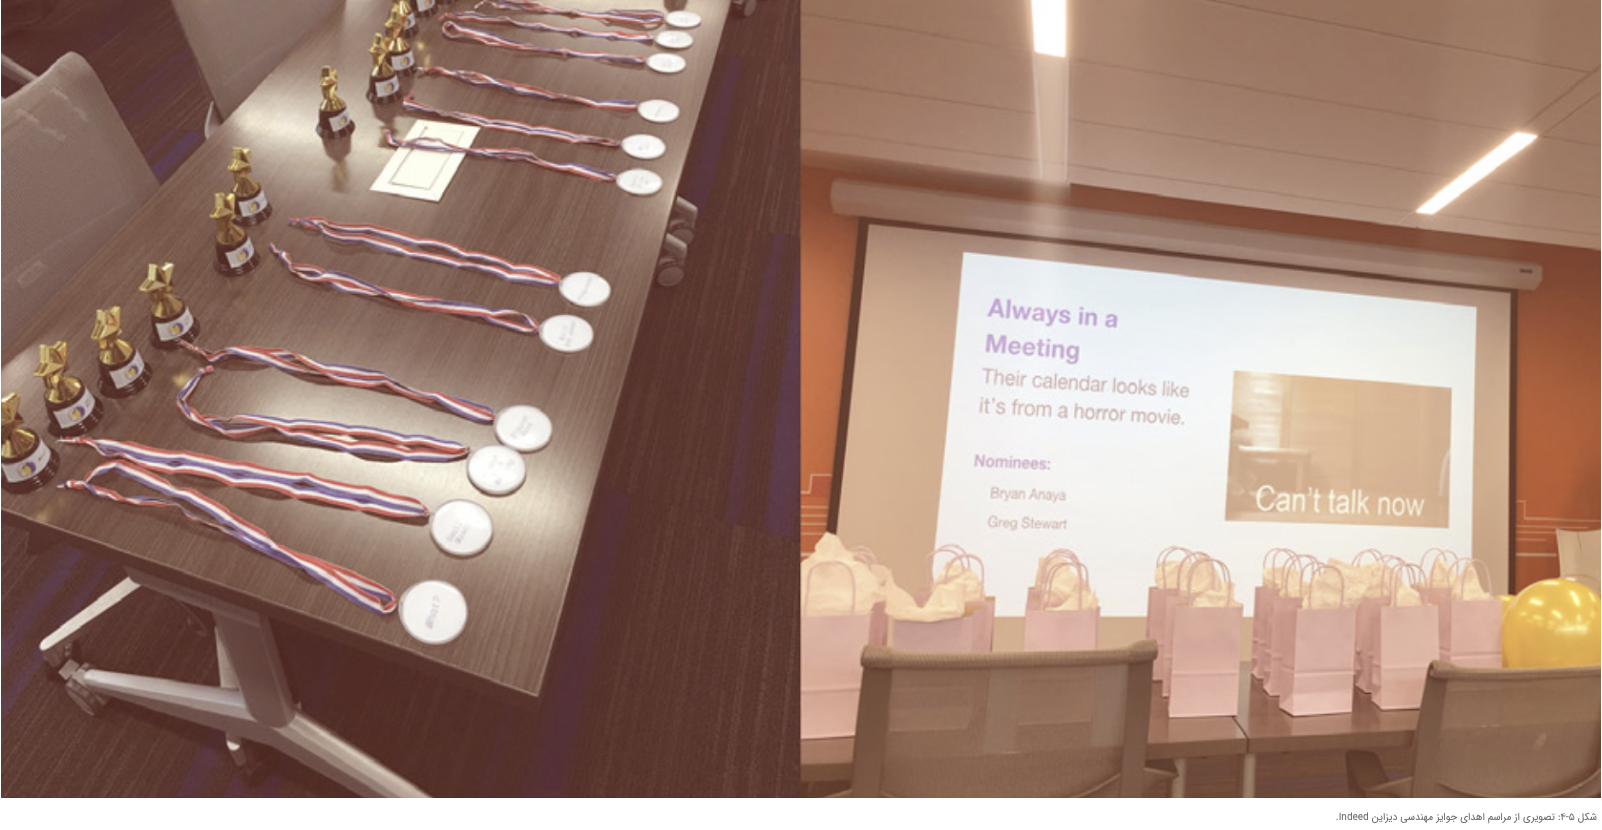 Always in a
Meeting
Their calendar looks like
it's from a horror movie.
Nominees:
Bryan Anaya
Greg Stewart
Can't talk now
شکل ۵-۴: تصویری از مراسم اهدای جوایز مهندسی دیزاین Indeed.